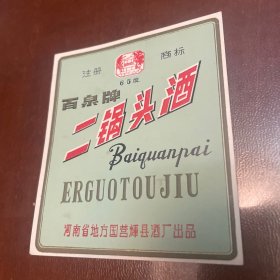 注册 商标
65度
百泉牌
二锅头酒
Baiquanpai
ERGUOTOUJIU
河南省地方国营辉县酒厂出品